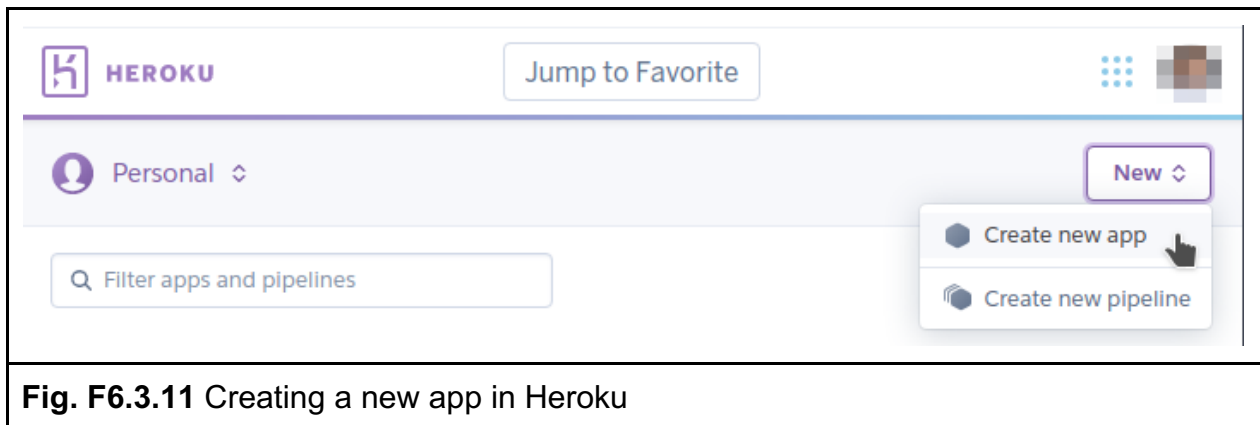 HEROKU
Jump to Favorite
Personal
New
Create new app
Filter apps and pipelines
Create new pipeline
Fig. F6.3.11 Creating a new app in Heroku